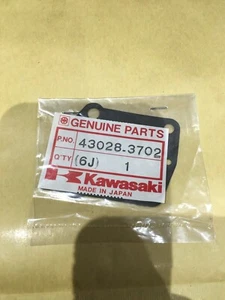 GENUINE PARTS
P.NO. 43028-3702
Q'TY (6J) 1
Kawasaki
MADE IN JAPAN